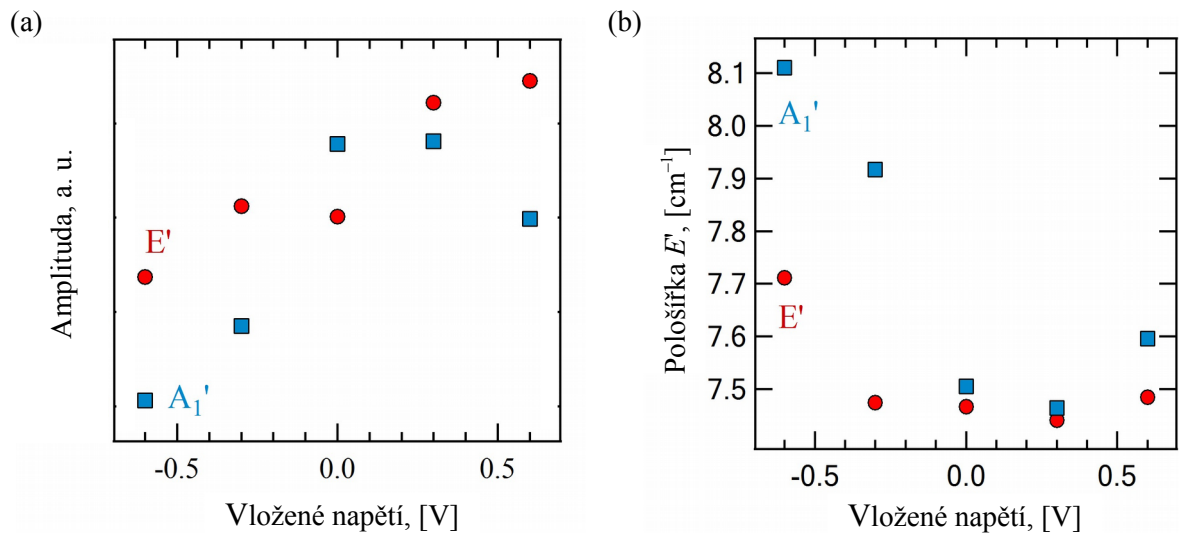 (a)
Amplituda, a. u.
E'
A₁'
-0.5
0.0
0.5
Vložené napětí, [V]
(b)
Pološířka E', [cm⁻¹]
8.1
8.0
7.9
7.8
7.7
7.6
7.5
A₁'
E'
-0.5
0.0
0.5
Vložené napětí, [V]